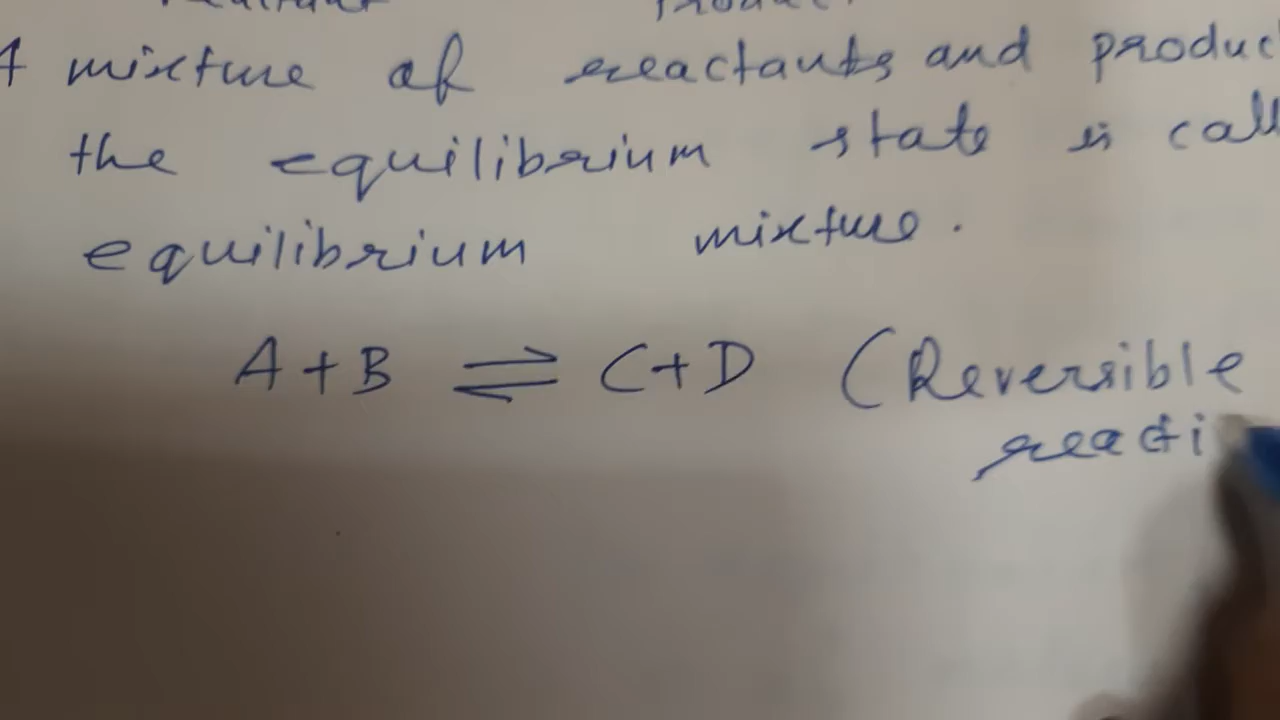 A mixture of reactants and produc
the equilibrium state is call
equilibrium mixture.
A + B ⇌ C + D (Reversible
reacti